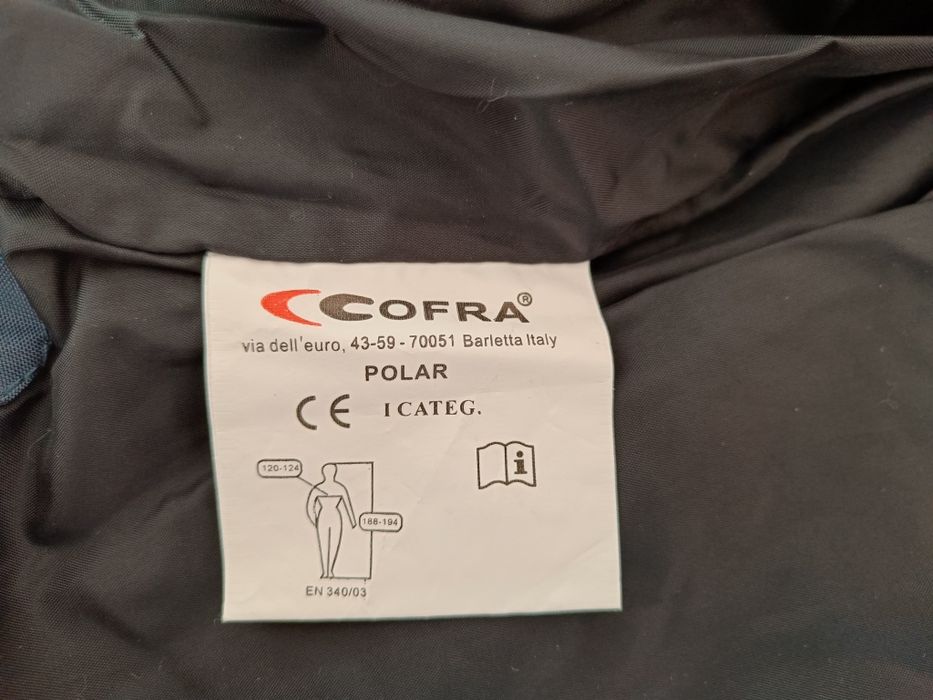 COFRA®
via dell'euro, 43-59 - 70051 Barletta Italy
POLAR
CE I CATEG.
i
120-124
188-194
EN 340/03